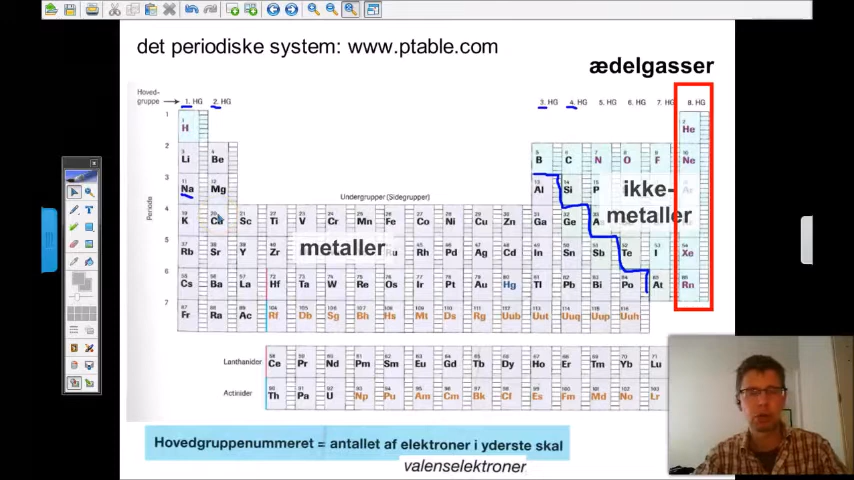 det periodiske system: www.ptable.com
ædelgasser
Hoved-
gruppe
1. HG 2. HG 3. HG 4. HG 5. HG 6. HG 7. HG 8. HG
1 H He
2 Li Be B C N O F Ne
3 Na Mg Al Si P
ikke-
metaller
Undergrupper (Sidegrupper)
Periode
4 K Ca Sc Ti V Cr Mn Fe Co Ni Cu Zn Ga Ge
metaller
5 Rb Sr Y Zr Ru Rh Pd Ag Cd In Sn Sb Te I Xe
6 Cs Ba La Hf Ta W Re Os Ir Pt Au Hg Tl Pb Bi Po At Rn
7 Fr Ra Ac Rf Db Sg Bh Hs Mt Ds Rg Uub Uut Uuq Uup Uuh
Lanthanider Ce Pr Nd Pm Sm Eu Gd Tb Dy Ho Er Tm Yb Lu
Actinider Th Pa U Np Pu Am Cm Bk Cf Es Fm Md No Lr
Hovedgruppenummeret = antallet af elektroner i yderste skal
valenselektroner